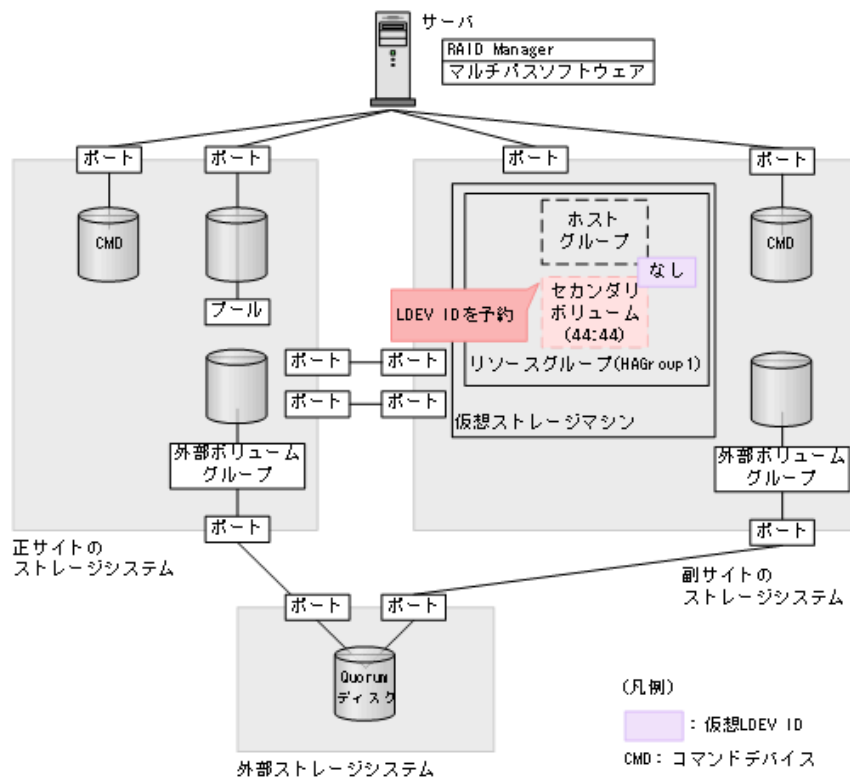 サーバ
RAID Manager
マルチパスソフトウェア
ポート
ポート
ポート
ポート
CMD
プール
ホスト
グループ
なし
LDEV IDを予約
セカンダリ
ボリューム
(44:44)
リソースグループ(HAGroup1)
仮想ストレージマシン
CMD
ポート
ポート
ポート
ポート
外部ボリューム
グループ
外部ボリューム
グループ
ポート
ポート
正サイトの
ストレージシステム
副サイトの
ストレージシステム
ポート
ポート
Quorum
ディスク
外部ストレージシステム
(凡例)
：仮想LDEV ID
CMD：コマンドデバイス